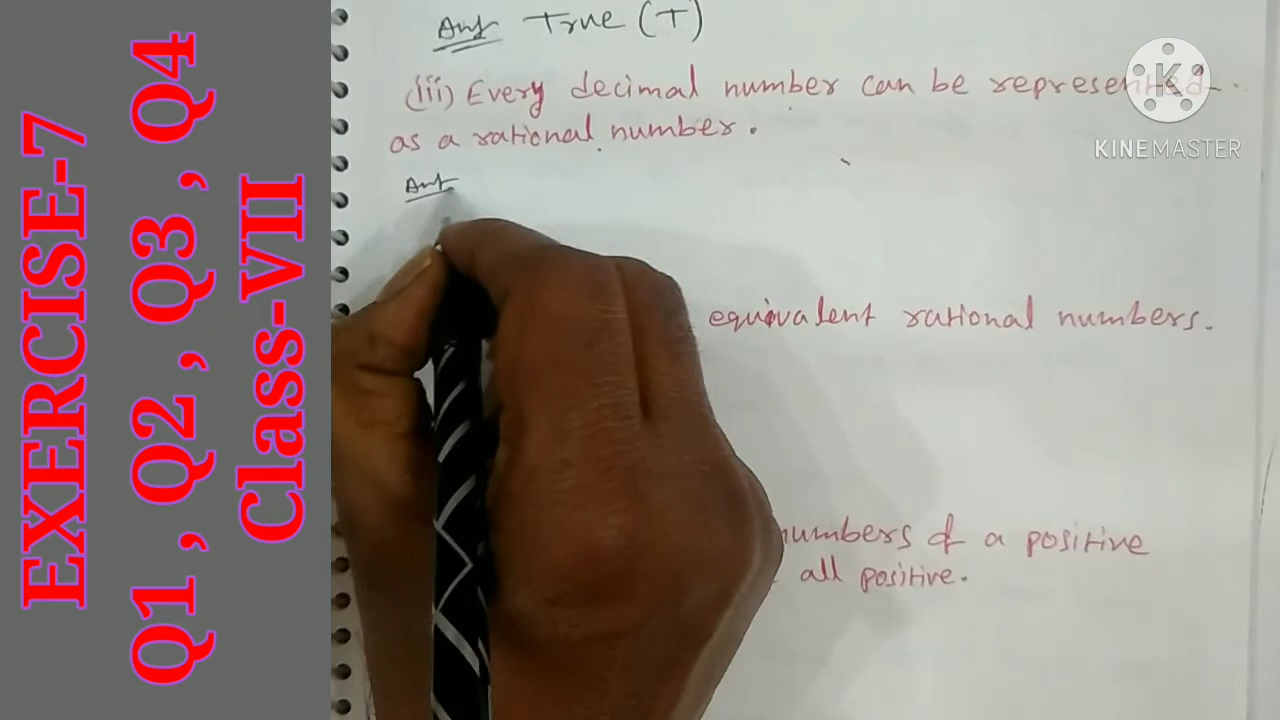 EXERCISE-7
Q1 , Q2 , Q3 , Q4
Class-VII
Ans True (T)
(iii) Every decimal number can be represented
as a rational number.
Ans
equivalent rational numbers.
numbers of a positive
all positive.
KINEMASTER